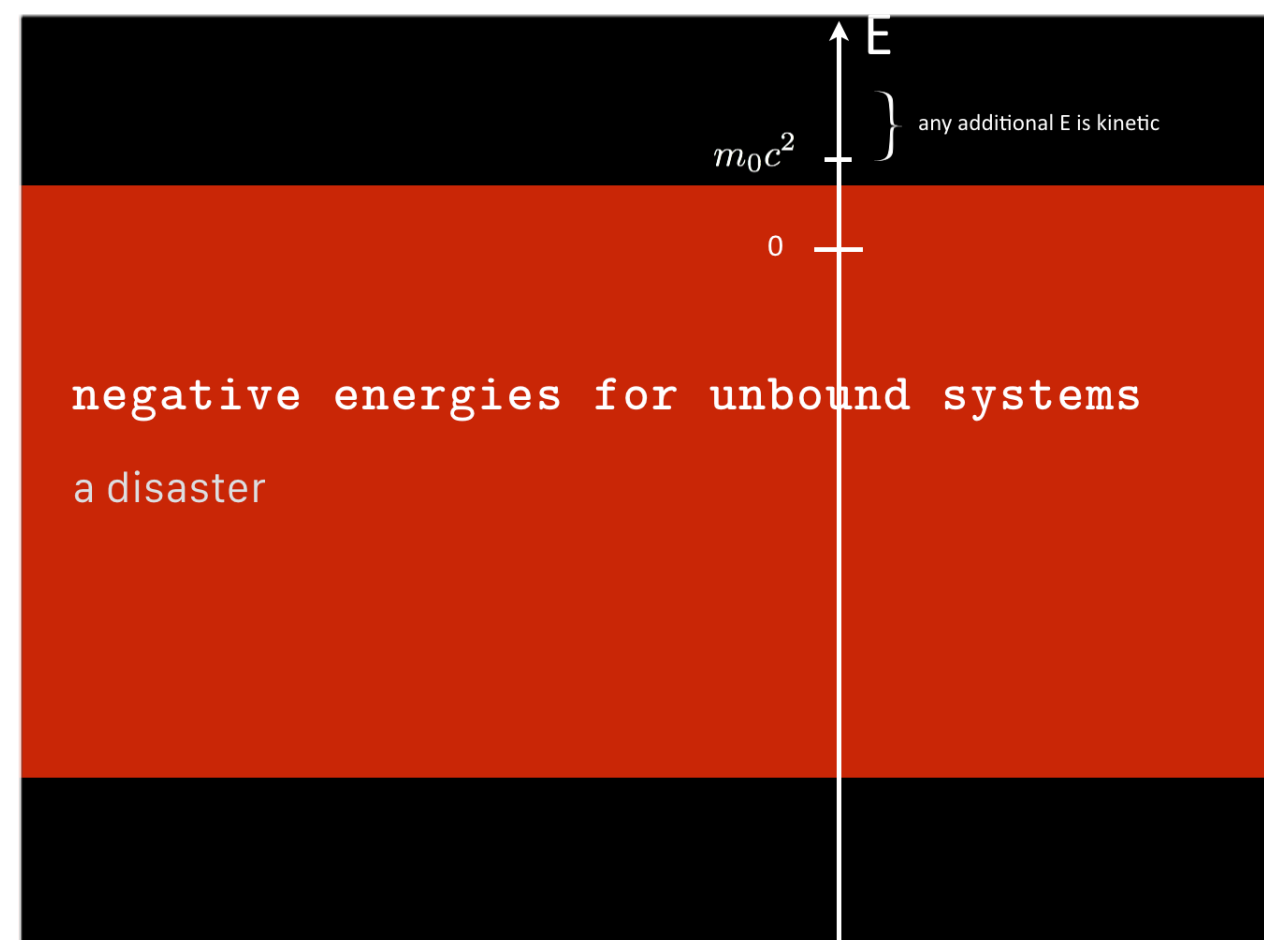 E
any additional E is kinetic
m₀c²
0
negative energies for unbound systems
a disaster